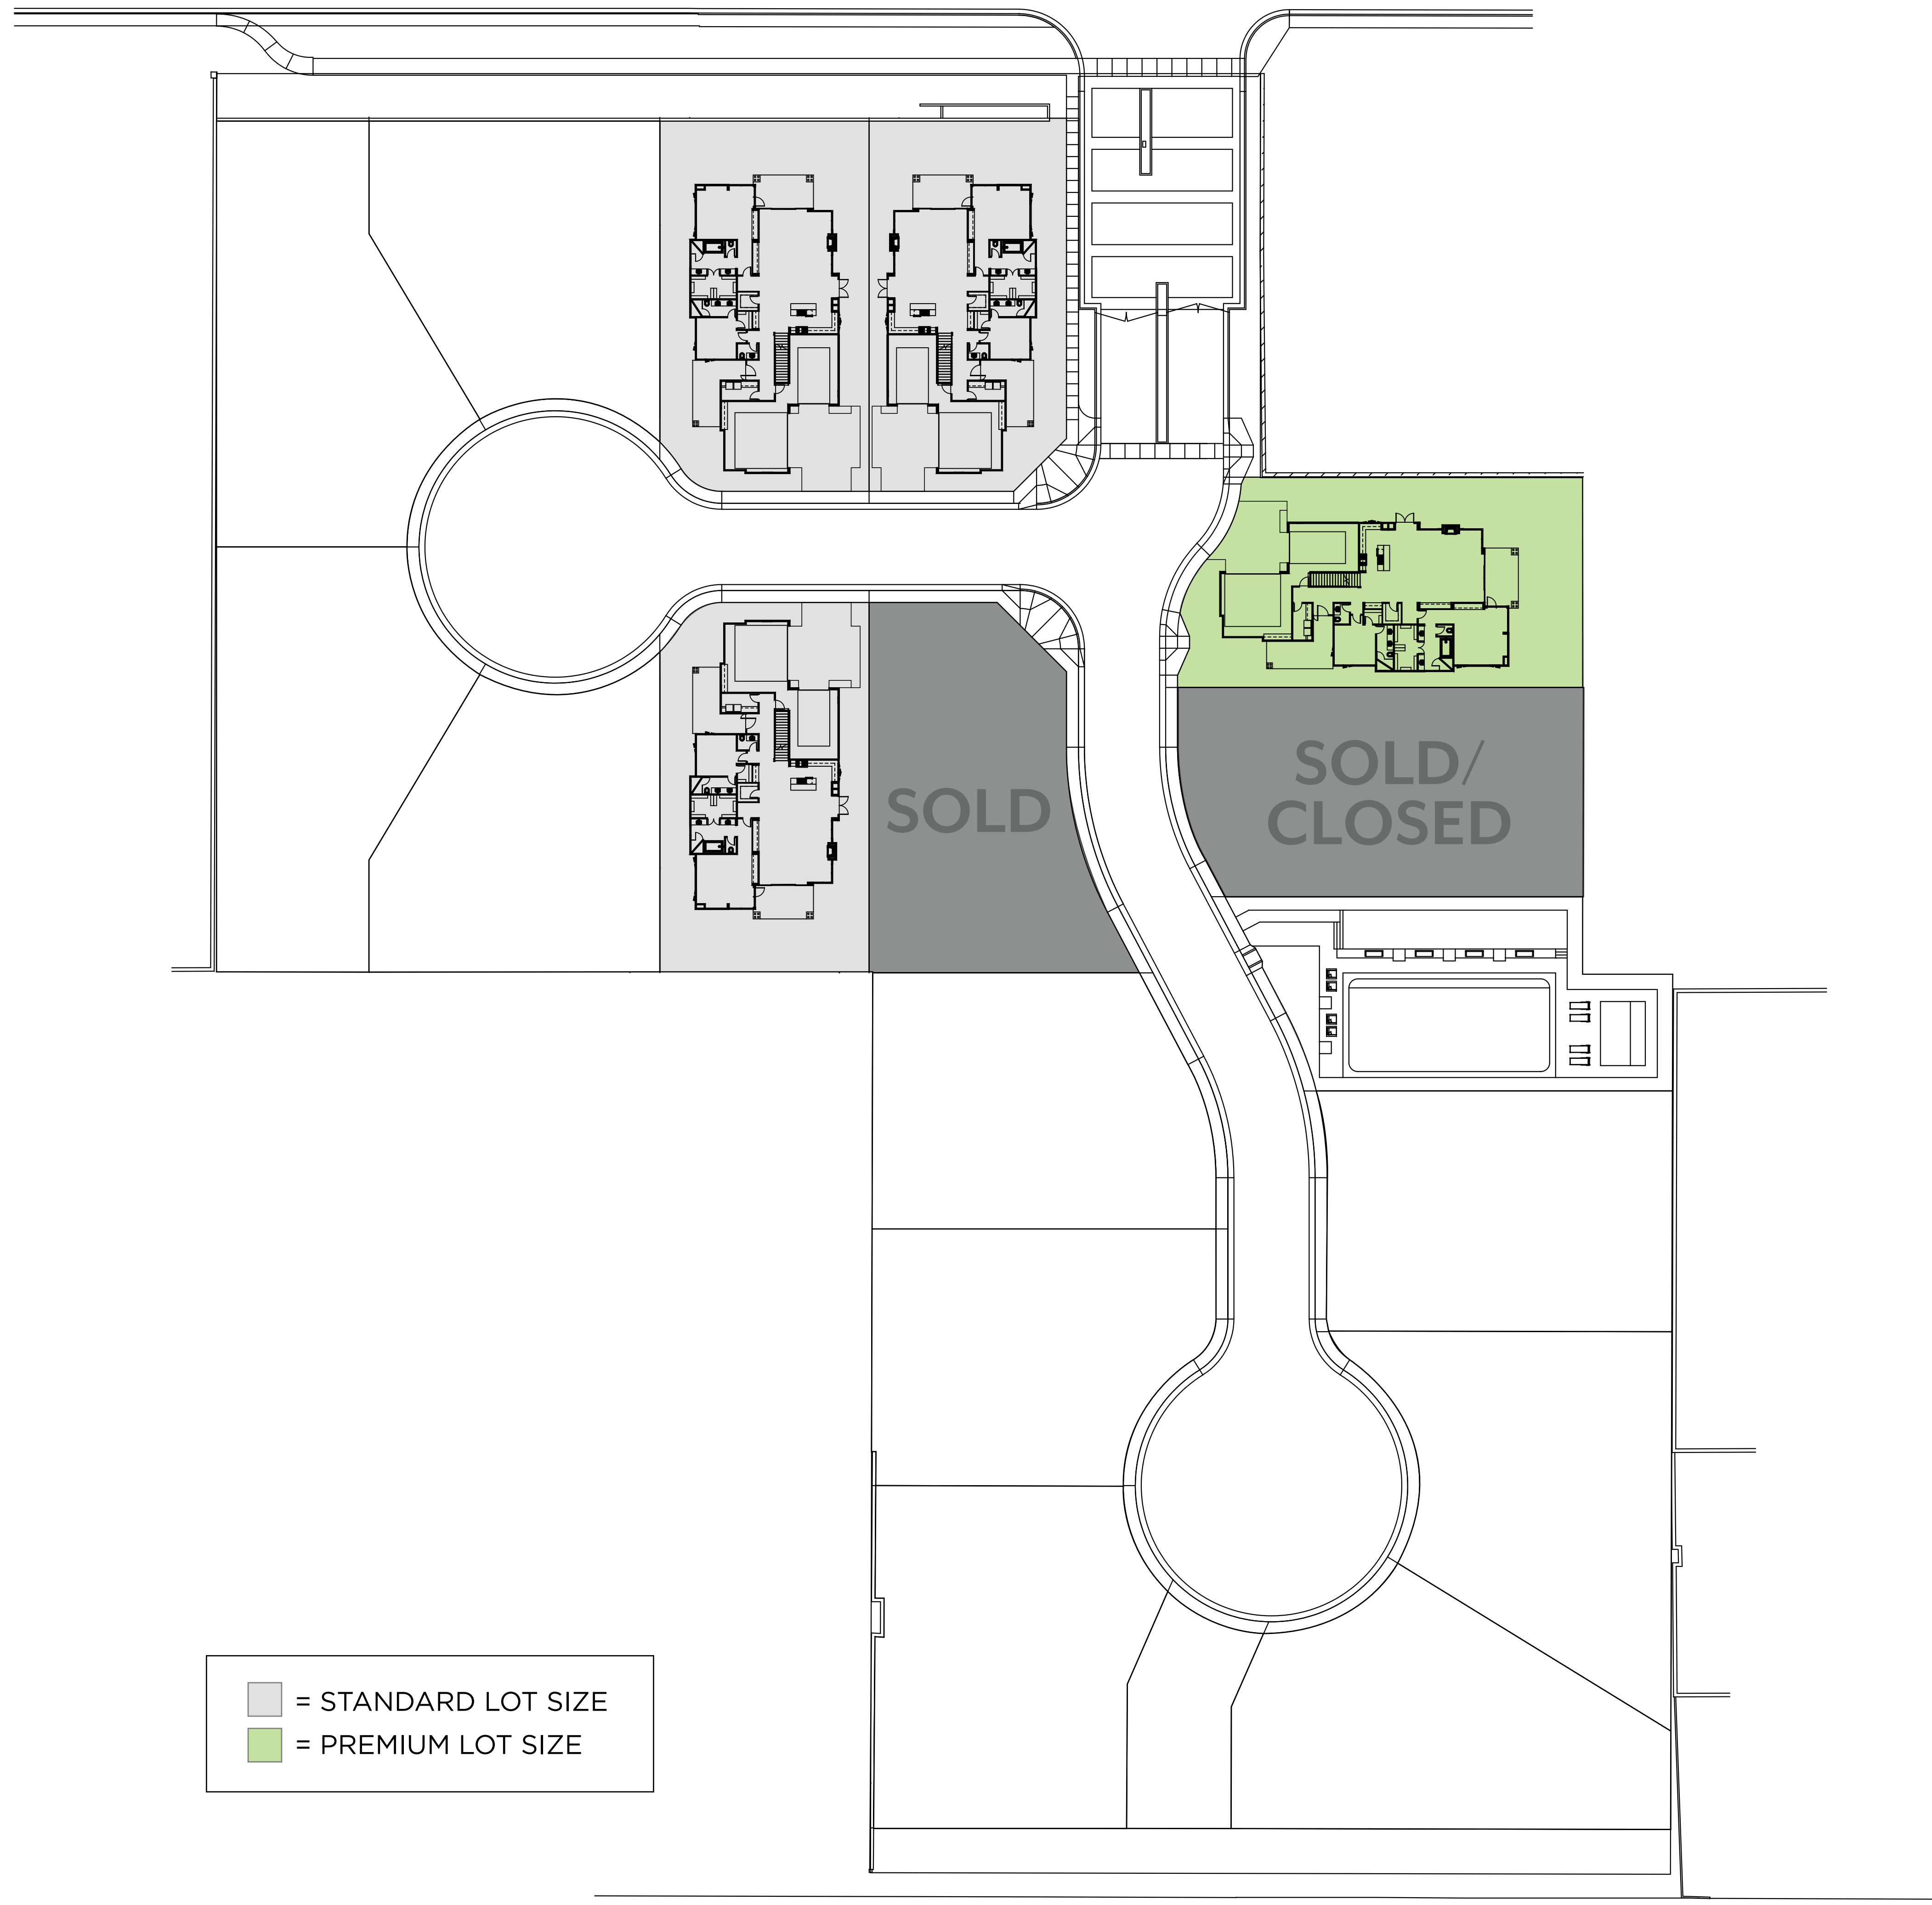 SOLD/
CLOSED
SOLD
= STANDARD LOT SIZE
= PREMIUM LOT SIZE